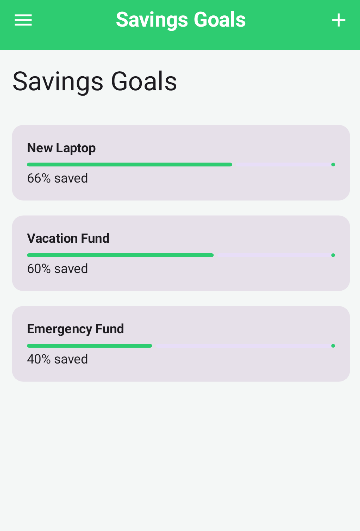 Savings Goals
Savings Goals
New Laptop
66% saved
Vacation Fund
60% saved
Emergency Fund
40% saved